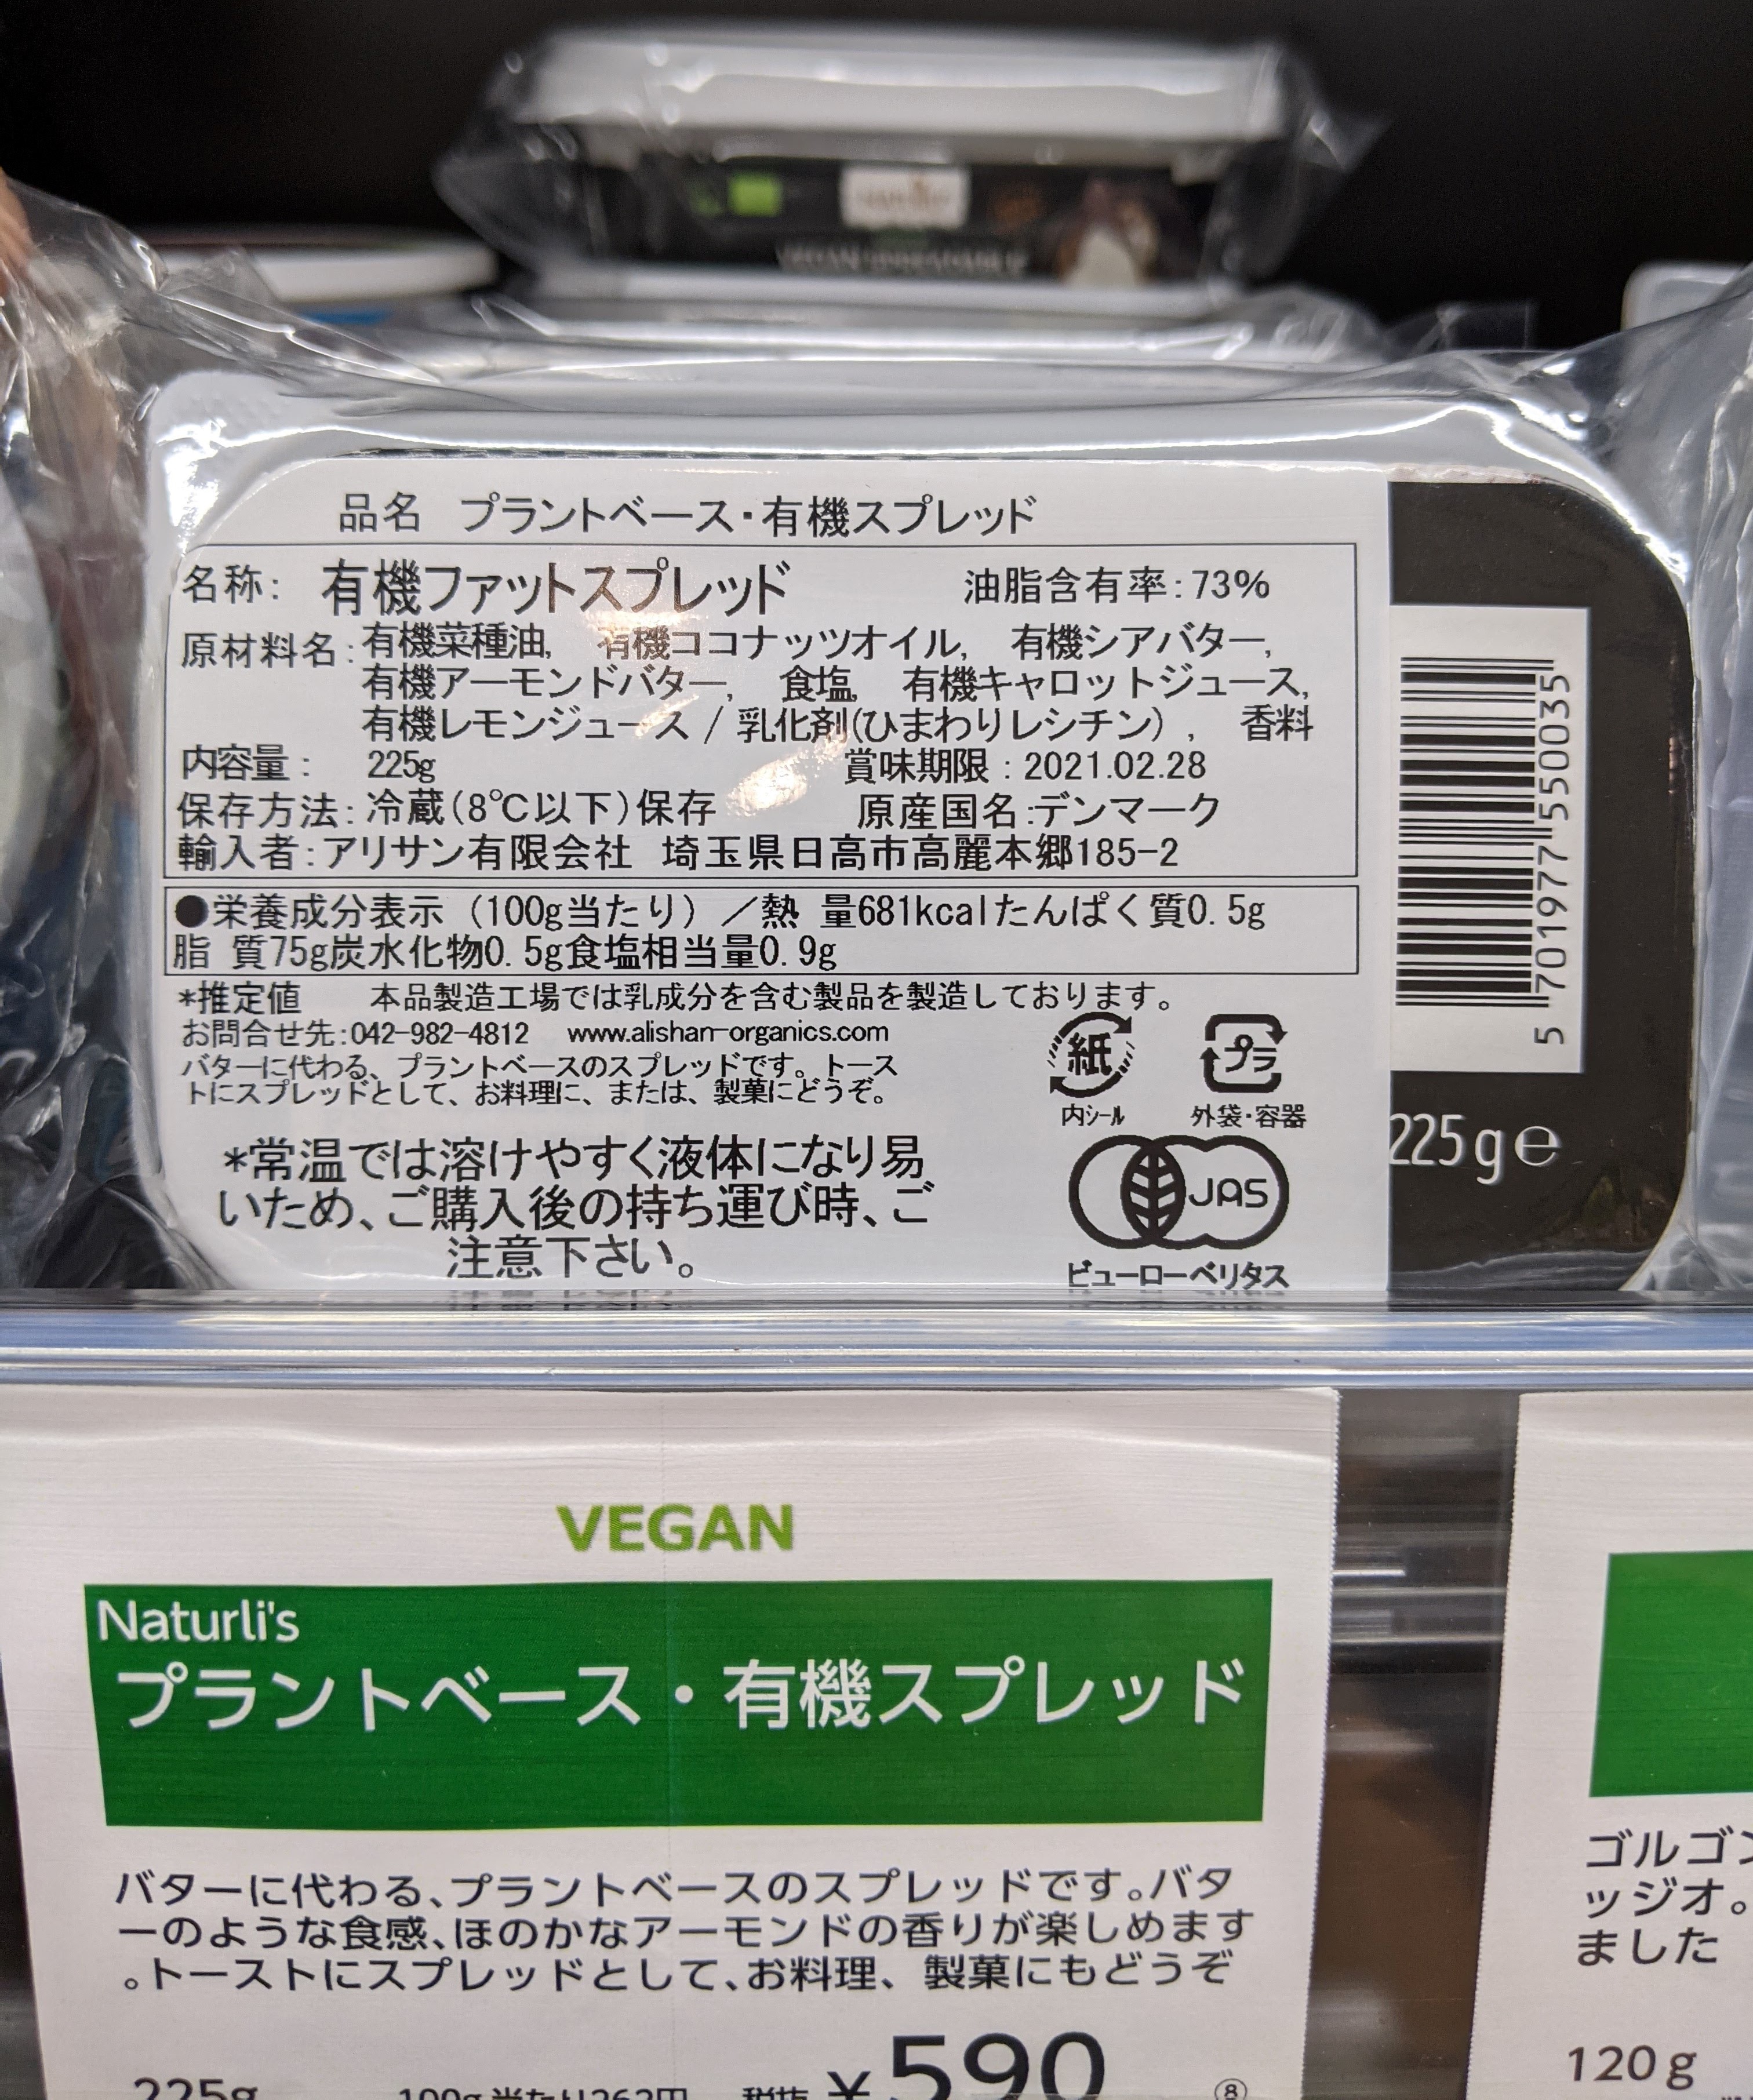 VEGAN
品名 プラントベース・有機スプレッド
名称: 有機ファットスプレッド 油脂含有率:73%
原材料名:有機菜種油, 有機ココナッツオイル, 有機シアバター,
有機アーモンドバター, 食塩, 有機キャロットジュース,
有機レモンジュース / 乳化剤(ひまわりレシチン), 香料
内容量: 225g 賞味期限:2021.02.28
保存方法:冷蔵(8℃以下)保存 原産国名:デンマーク
輸入者:アリサン有限会社 埼玉県日高市高麗本郷185-2
●栄養成分表示(100g当たり)/熱 量681kcalたんぱく質0.5g
脂 質75g炭水化物0.5g食塩相当量0.9g
*推定値 本品製造工場では乳成分を含む製品を製造しております。
お問合せ先:042-982-4812 www.alishan-organics.com
バターに代わる、プラントベースのスプレッドです。トース
トにスプレッドとして、お料理に、または、製菓にどうぞ。
紙
内シール
プラ
外袋・容器
*常温では溶けやすく液体になり易
いため、ご購入後の持ち運び時、ご
注意下さい。
JAS
ビューローベリタス
5 701977 550035
225g℮
VEGAN
Naturli's
プラントベース・有機スプレッド
バターに代わる、プラントベースのスプレッドです。バタ
ーのような食感、ほのかなアーモンドの香りが楽しめます
。トーストにスプレッドとして、お料理、製菓にもどうぞ
225g 100g当たり262円 税抜 ¥590 ⑧
ゴルゴン
ッジオ。
ました
120g